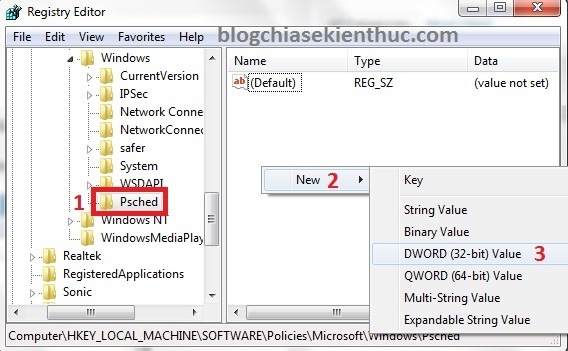 Registry Editor
blogchiasekienthuc.com
File Edit View Favorites Help
Windows
CurrentVersion
IPSec
Network Conne
NetworkConnec
safer
System
WSDAPI
1 Psched
Windows NT
WindowsMediaPlay
Realtek
RegisteredApplications
Sonic
Name Type Data
ab (Default) REG_SZ (value not set)
New 2
Key
String Value
Binary Value
DWORD (32-bit) Value 3
QWORD (64-bit) Value
Multi-String Value
Expandable String Value
Computer\HKEY_LOCAL_MACHINE\SOFTWARE\Policies\Microsoft\Windows\Psched